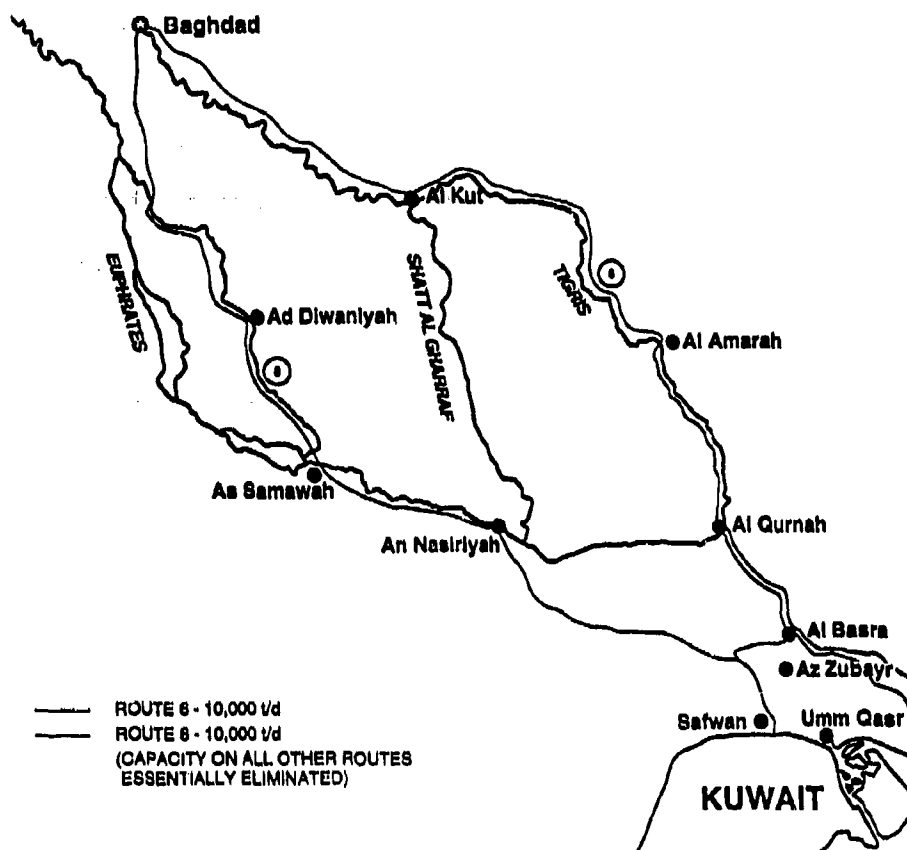 Baghdad
Al Kut
EUPHRATES
SHATT AL GHARRAF
TIGRIS
6
Ad Diwaniyah
Al Amarah
8
As Samawah
An Nasiriyah
Al Qurnah
Al Basra
Az Zubayr
Safwan
Umm Qasr
KUWAIT
ROUTE 6 - 10,000 t/d
ROUTE 8 - 10,000 t/d
(CAPACITY ON ALL OTHER ROUTES
ESSENTIALLY ELIMINATED)